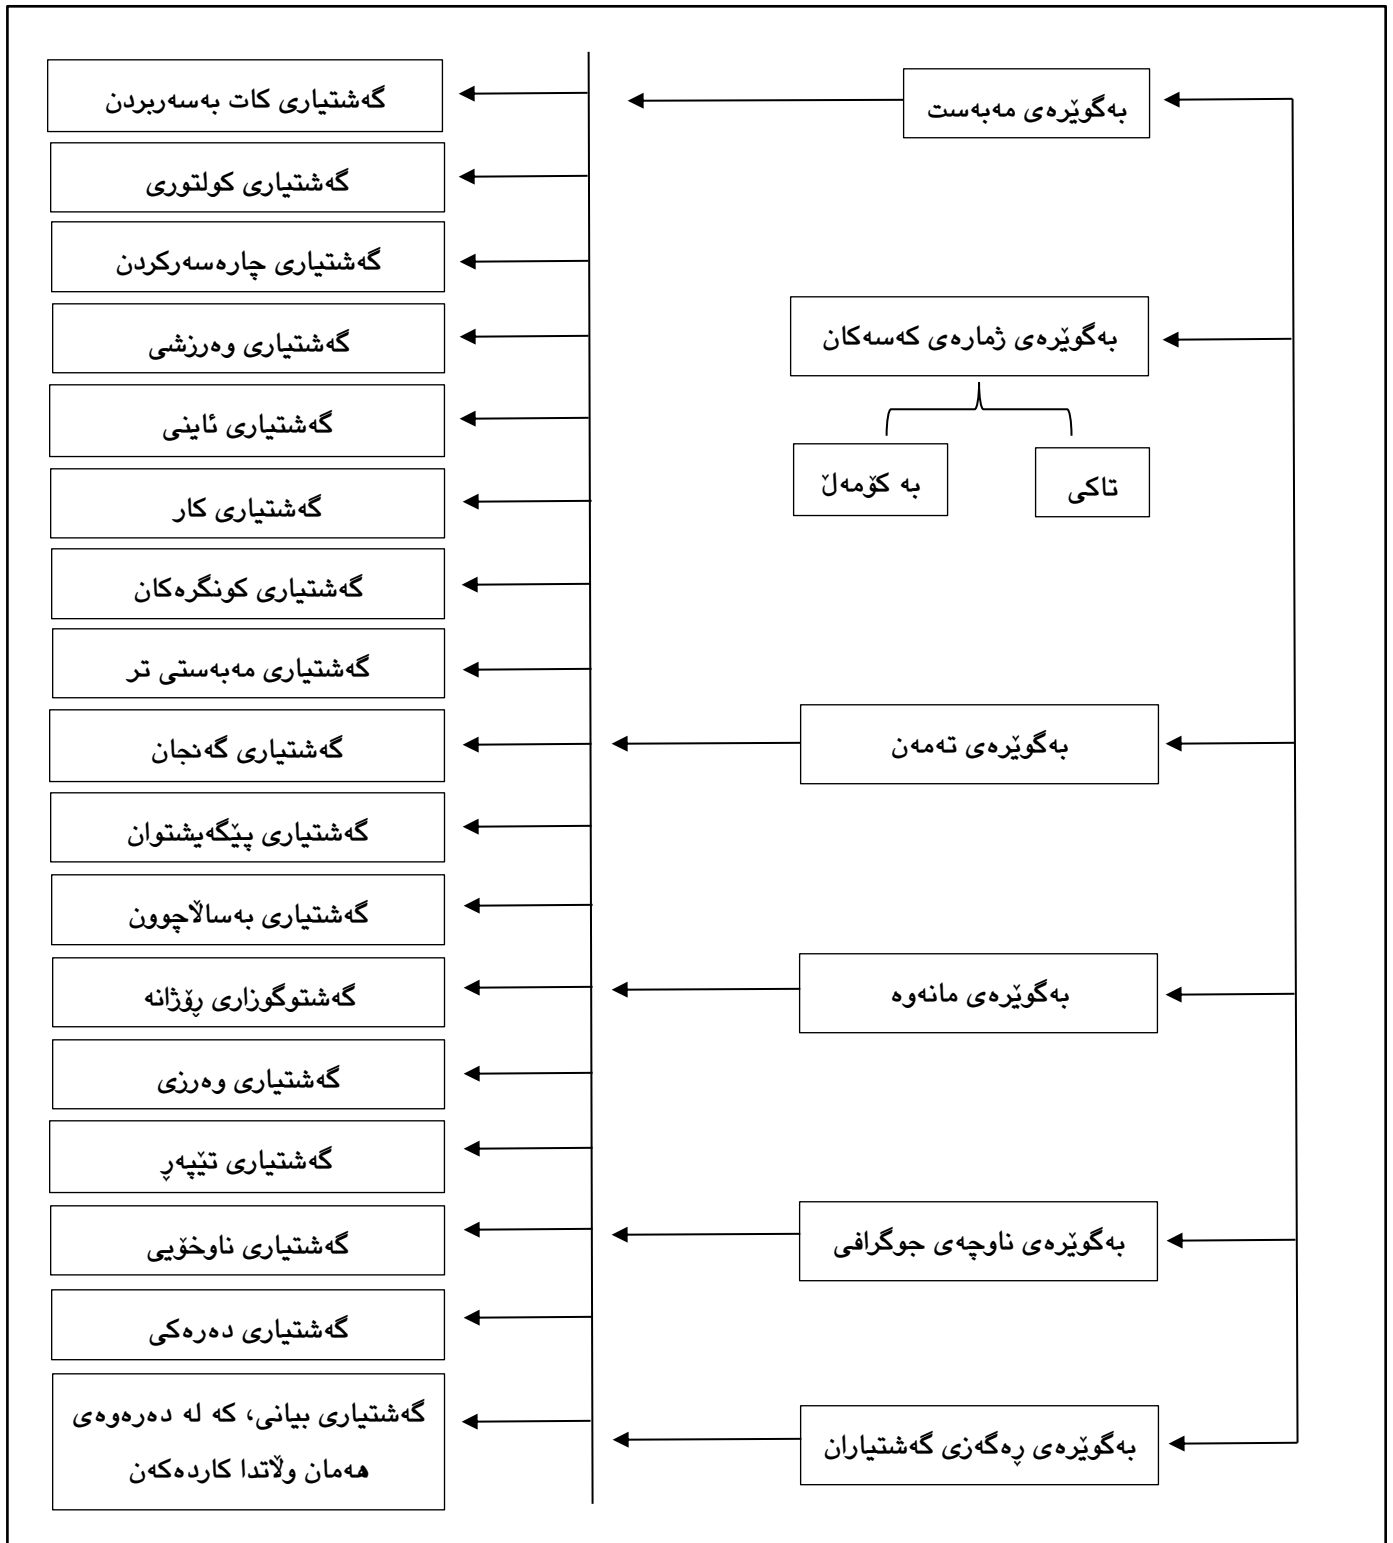 بەگوێرەی مەبەست
گەشتیاری کات بەسەربردن
گەشتیاری کولتوری
گەشتیاری چارەسەرکردن
بەگوێرەی ژمارەی کەسەکان
گەشتیاری وەرزشی
گەشتیاری ئاینی
تاکی
بە کۆمەڵ
گەشتیاری کار
گەشتیاری کونگرەکان
گەشتیاری مەبەستی تر
بەگوێرەی تەمەن
گەشتیاری گەنجان
گەشتیاری پێگەیشتوان
گەشتیاری بەساڵاچوون
بەگوێرەی مانەوە
گەشتوگوزاری ڕۆژانە
گەشتیاری وەرزی
گەشتیاری تێپەڕ
بەگوێرەی ناوچەی جوگرافی
گەشتیاری ناوخۆیی
گەشتیاری دەرەکی
بەگوێرەی ڕەگەزی گەشتیاران
گەشتیاری بیانی، کە لە دەرەوەی
هەمان وڵاتدا کاردەکەن